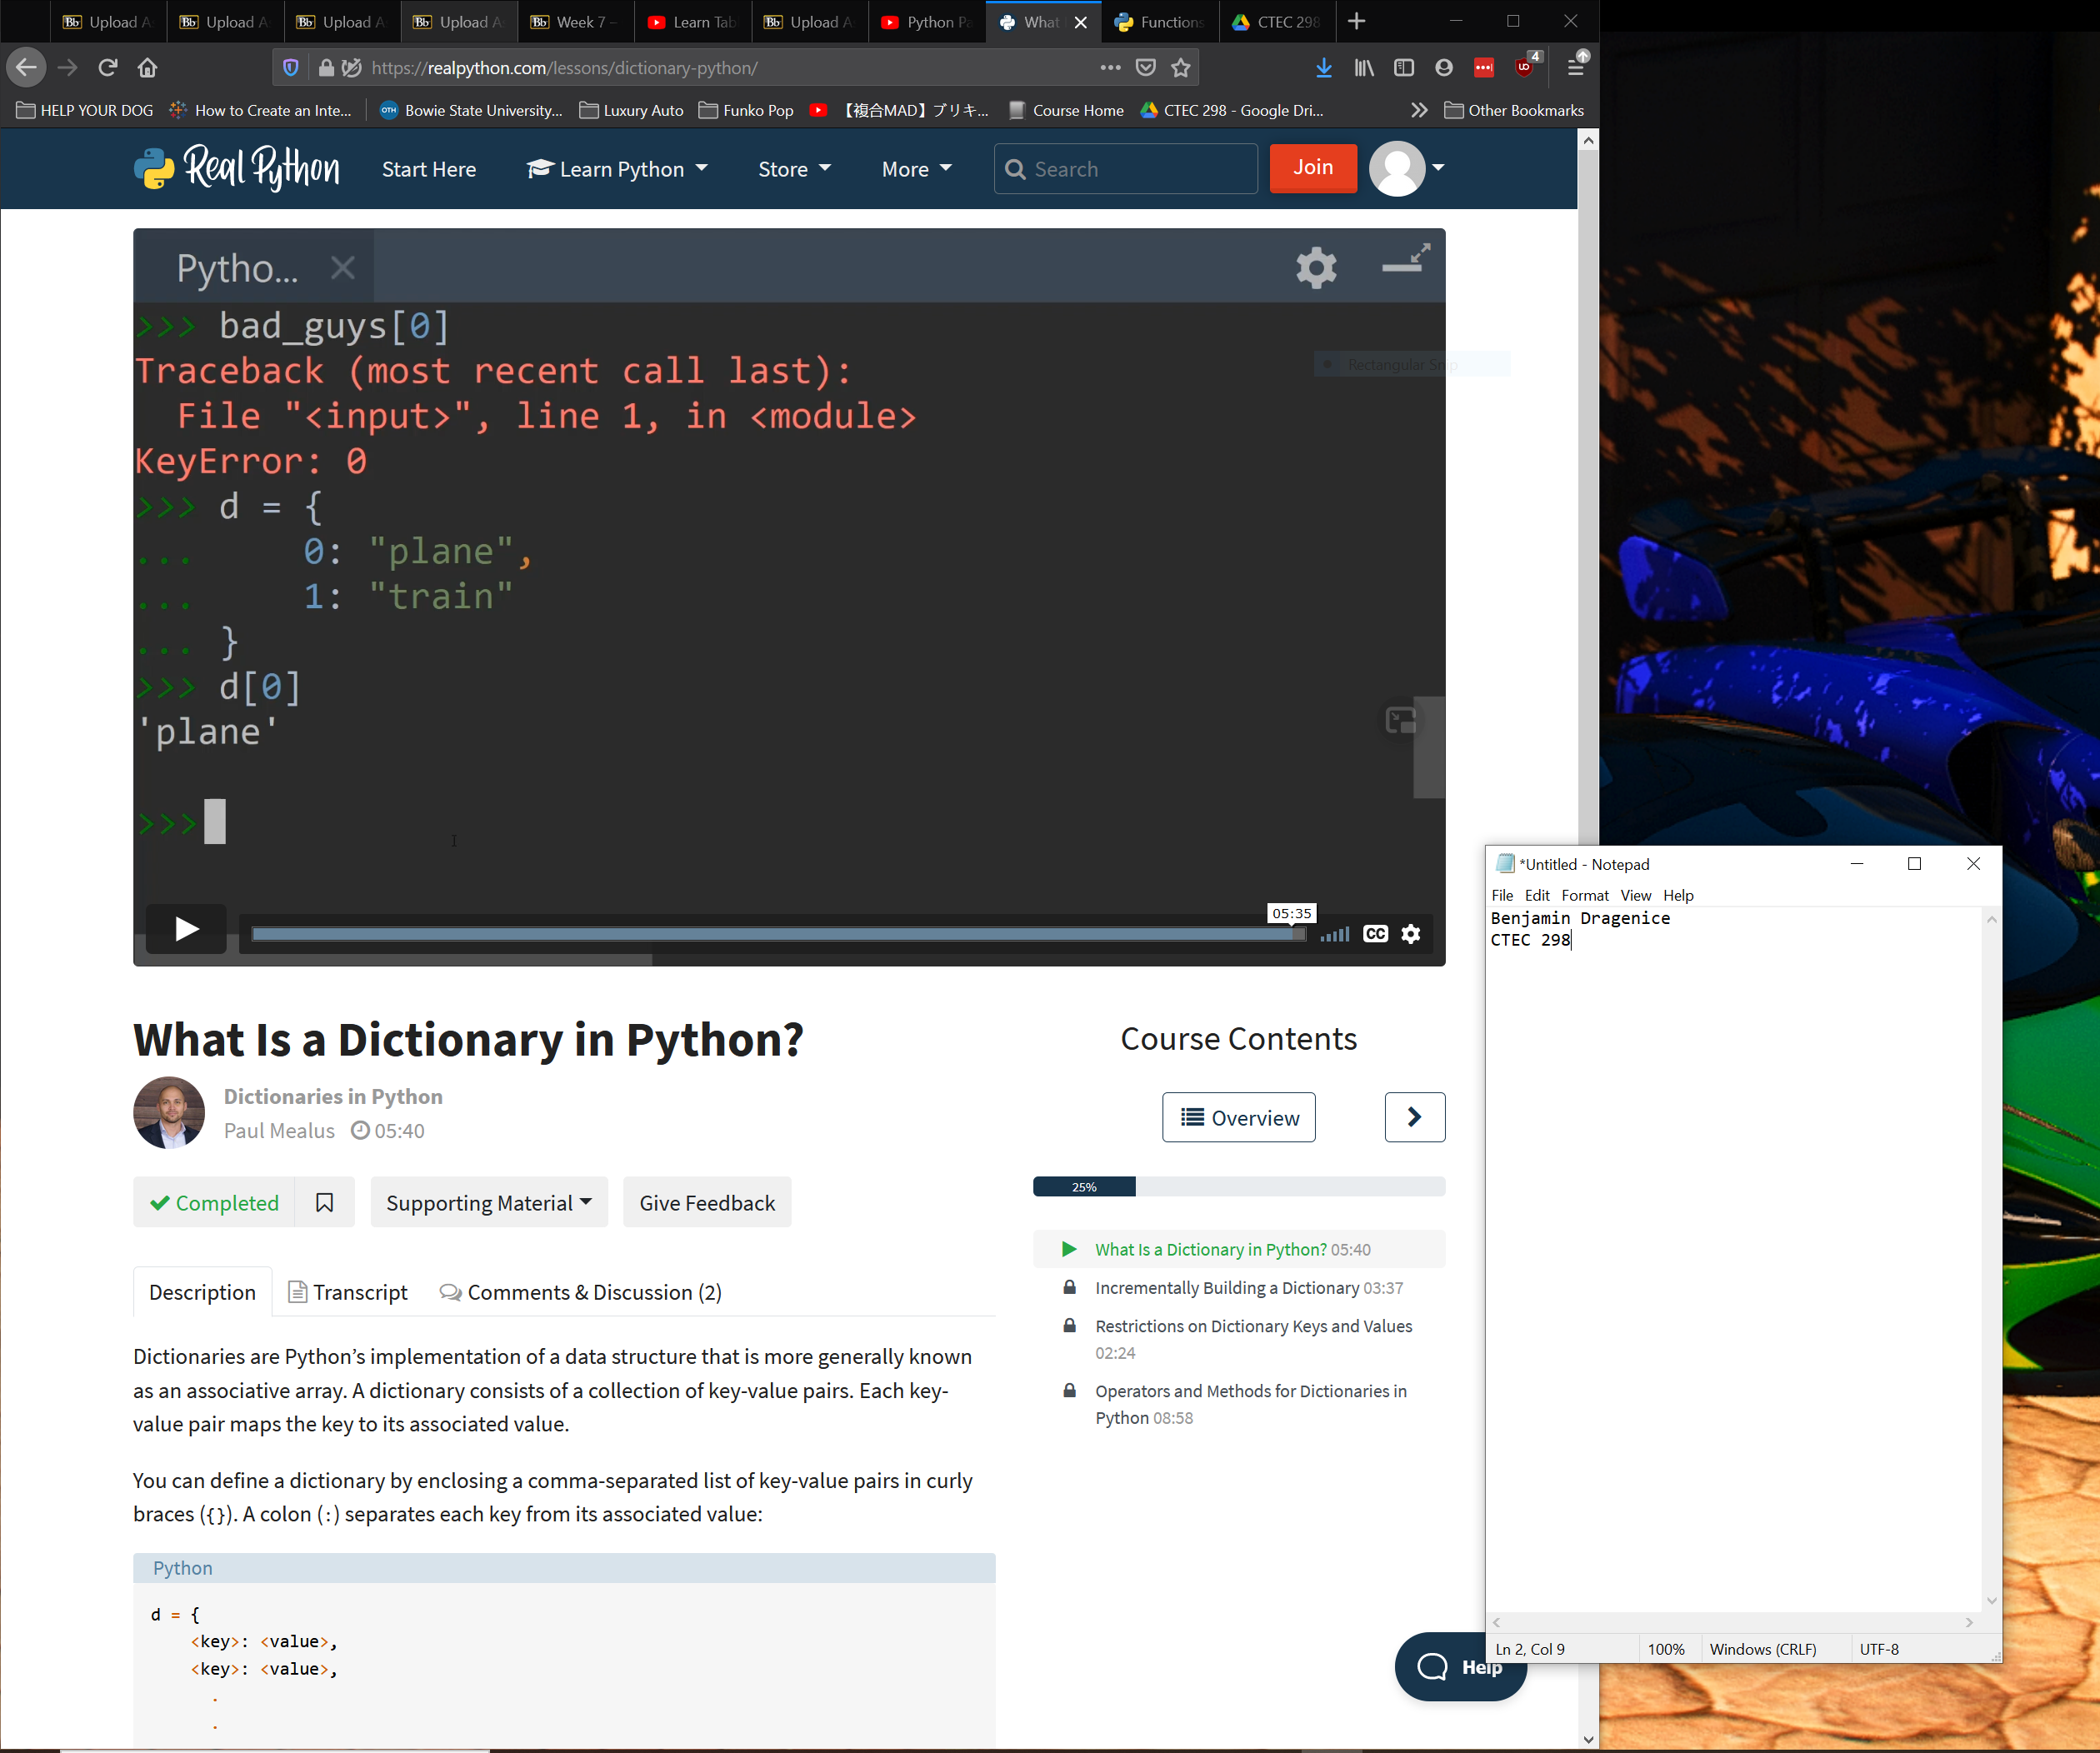 Upload A
Upload A
Upload A
Upload A
Week 7 –
Learn Tab
Upload A
Python Pa
What
Functions
CTEC 298
https://realpython.com/lessons/dictionary-python/
4
HELP YOUR DOG
How to Create an Inte...
Bowie State University...
Luxury Auto
Funko Pop
【複合MAD】ブリキ...
Course Home
CTEC 298 - Google Dri...
Other Bookmarks
Real Python
Start Here
Learn Python
Store
More
Search
Join
Pytho...
>>> bad_guys[0]
Traceback (most recent call last):
File "<input>", line 1, in <module>
KeyError: 0
>>> d = {
... 0: "plane",
... 1: "train"
... }
>>> d[0]
'plane'
>>>
Rectangular Snip
05:35
CC
What Is a Dictionary in Python?
Dictionaries in Python
Paul Mealus 05:40
Completed
Supporting Material
Give Feedback
Description
Transcript
Comments & Discussion (2)
Dictionaries are Python’s implementation of a data structure that is more generally known
as an associative array. A dictionary consists of a collection of key-value pairs. Each key-
value pair maps the key to its associated value.
You can define a dictionary by enclosing a comma-separated list of key-value pairs in curly
braces ({}). A colon (:) separates each key from its associated value:
Python
d = {
<key>: <value>,
<key>: <value>,
.
.
Course Contents
Overview
25%
What Is a Dictionary in Python? 05:40
Incrementally Building a Dictionary 03:37
Restrictions on Dictionary Keys and Values
02:24
Operators and Methods for Dictionaries in
Python 08:58
Help
*Untitled - Notepad
File Edit Format View Help
Benjamin Dragenice
CTEC 298
Ln 2, Col 9
100%
Windows (CRLF)
UTF-8